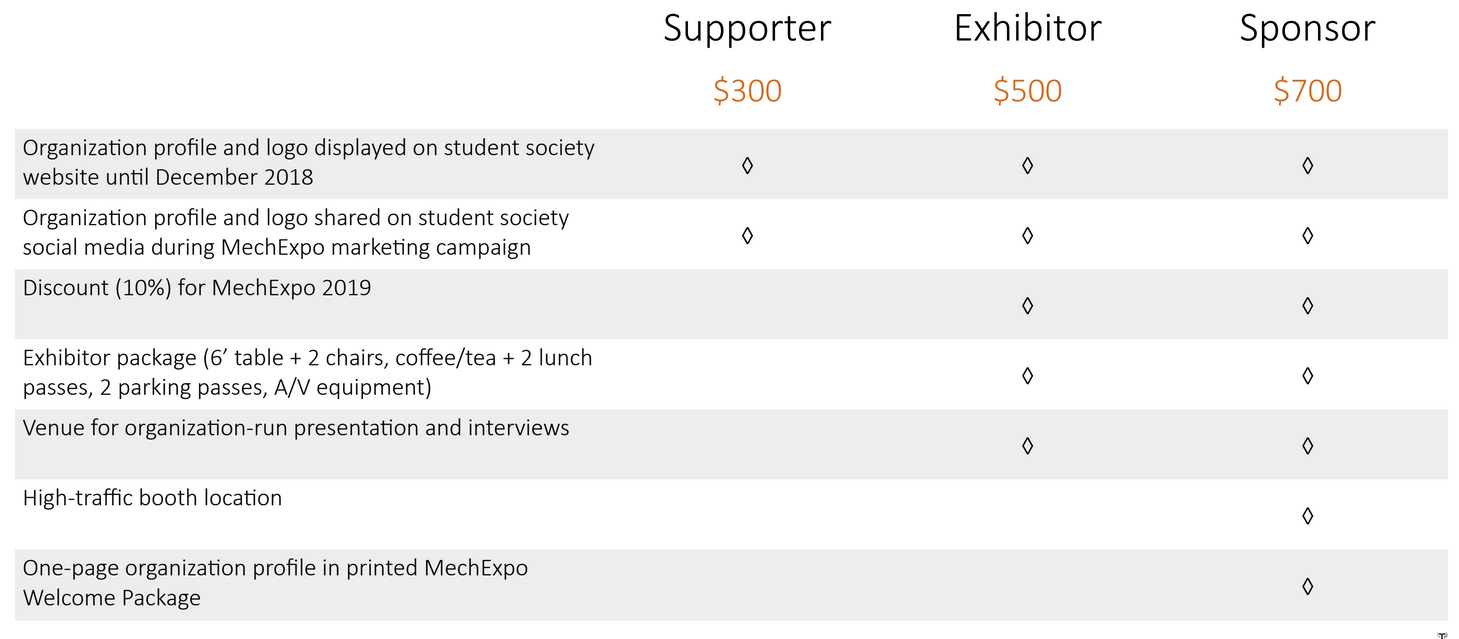 Supporter Exhibitor Sponsor
$300 $500 $700
Organization profile and logo displayed on student society
website until December 2018
◊ ◊ ◊
Organization profile and logo shared on student society
social media during MechExpo marketing campaign
◊ ◊ ◊
Discount (10%) for MechExpo 2019
◊ ◊
Exhibitor package (6’ table + 2 chairs, coffee/tea + 2 lunch
passes, 2 parking passes, A/V equipment)
◊ ◊
Venue for organization-run presentation and interviews
◊ ◊
High-traffic booth location
◊
One-page organization profile in printed MechExpo
Welcome Package
◊